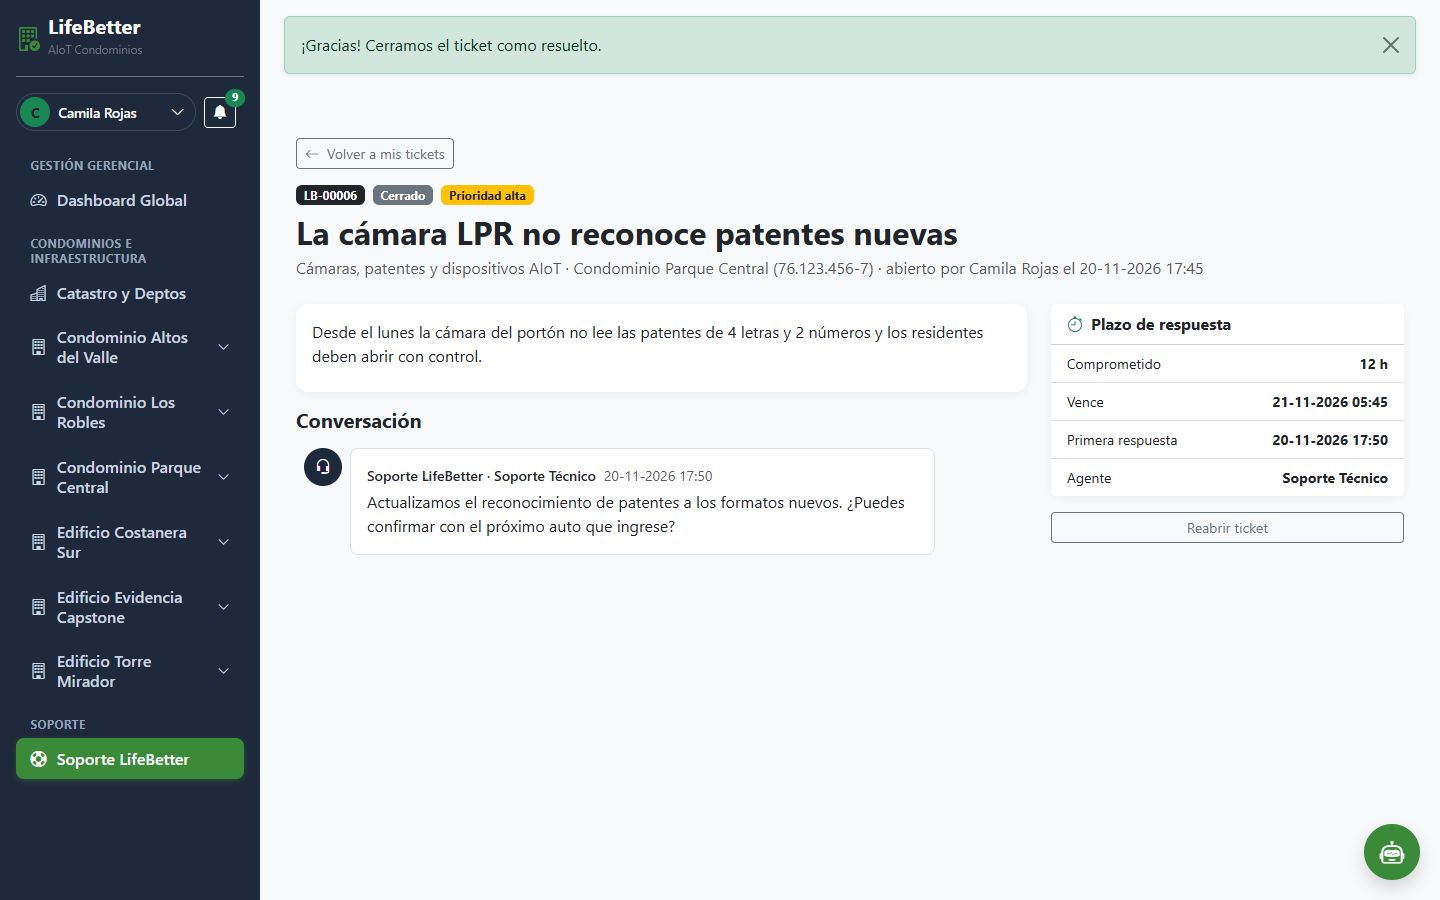 LifeBetter
AIoT Condominios
C
Camila Rojas
9
GESTIÓN GERENCIAL
Dashboard Global
CONDOMINIOS E
INFRAESTRUCTURA
Catastro y Deptos
Condominio Altos
del Valle
Condominio Los
Robles
Condominio Parque
Central
Edificio Costanera
Sur
Edificio Evidencia
Capstone
Edificio Torre
Mirador
SOPORTE
Soporte LifeBetter
¡Gracias! Cerramos el ticket como resuelto.
← Volver a mis tickets
LB-00006 Cerrado Prioridad alta
La cámara LPR no reconoce patentes nuevas
Cámaras, patentes y dispositivos AIoT · Condominio Parque Central (76.123.456-7) · abierto por Camila Rojas el 20-11-2026 17:45
Desde el lunes la cámara del portón no lee las patentes de 4 letras y 2 números y los residentes
deben abrir con control.
Conversación
Soporte LifeBetter · Soporte Técnico 20-11-2026 17:50
Actualizamos el reconocimiento de patentes a los formatos nuevos. ¿Puedes
confirmar con el próximo auto que ingrese?
Plazo de respuesta
Comprometido 12 h
Vence 21-11-2026 05:45
Primera respuesta 20-11-2026 17:50
Agente Soporte Técnico
Reabrir ticket